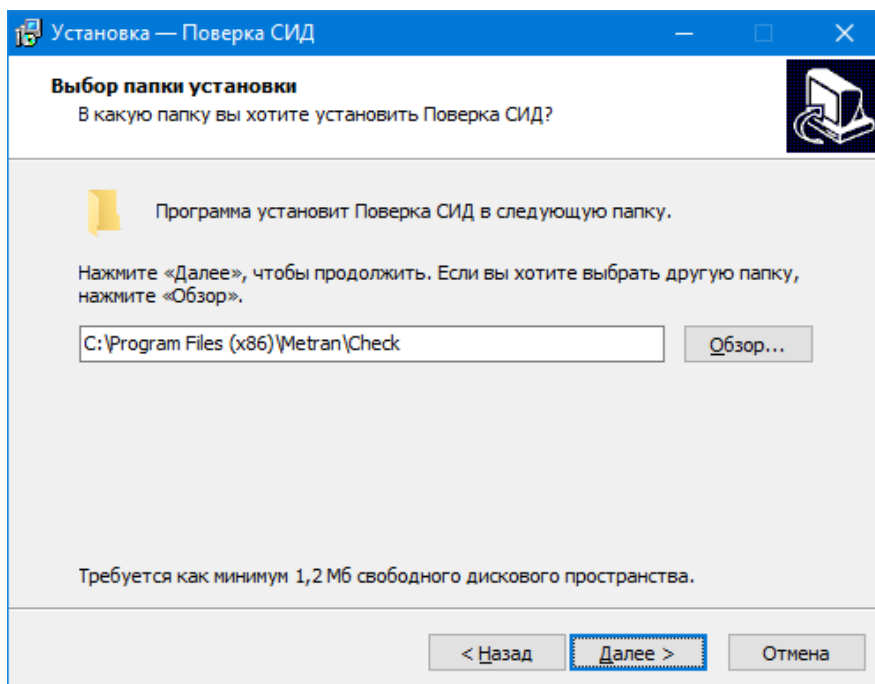 Установка — Поверка СИД
Выбор папки установки
В какую папку вы хотите установить Поверка СИД?
Программа установит Поверка СИД в следующую папку.
Нажмите «Далее», чтобы продолжить. Если вы хотите выбрать другую папку,
нажмите «Обзор».
C:\Program Files (x86)\Metran\Check
Обзор...
Требуется как минимум 1,2 Мб свободного дискового пространства.
< Назад
Далее >
Отмена